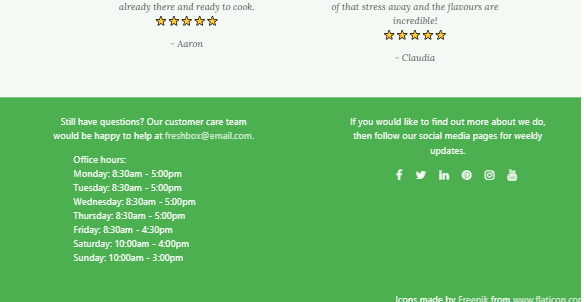 already there and ready to cook.
- Aaron
of that stress away and the flavours are
incredible!
- Claudia
Still have questions? Our customer care team
would be happy to help at freshbox@email.com.
Office hours:
Monday: 8:30am - 5:00pm
Tuesday: 8:30am - 5:00pm
Wednesday: 8:30am - 5:00pm
Thursday: 8:30am - 5:00pm
Friday: 8:30am - 4:30pm
Saturday: 10:00am - 4:00pm
Sunday: 10:00am - 3:00pm
If you would like to find out more about we do,
then follow our social media pages for weekly
updates.
Icons made by Freepik from www.flaticon.com